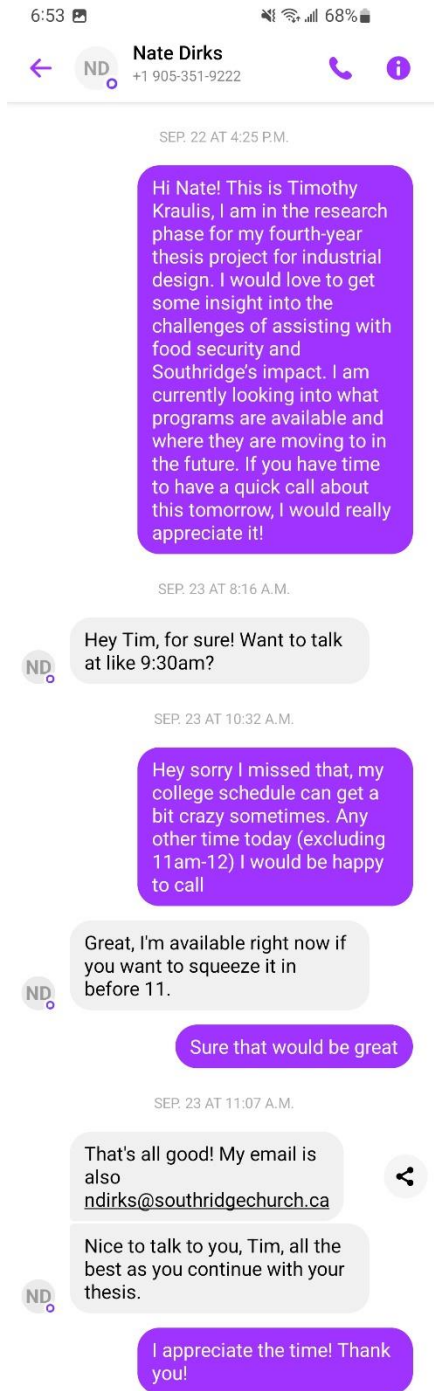 6:53 68%
Nate Dirks
ND
+1 905-351-9222
SEP. 22 AT 4:25 P.M.
Hi Nate! This is Timothy
Kraulis, I am in the research
phase for my fourth-year
thesis project for industrial
design. I would love to get
some insight into the
challenges of assisting with
food security and
Southridge's impact. I am
currently looking into what
programs are available and
where they are moving to in
the future. If you have time
to have a quick call about
this tomorrow, I would really
appreciate it!
SEP. 23 AT 8:16 A.M.
Hey Tim, for sure! Want to talk
at like 9:30am?
ND
SEP. 23 AT 10:32 A.M.
Hey sorry I missed that, my
college schedule can get a
bit crazy sometimes. Any
other time today (excluding
11am-12) I would be happy
to call
Great, I'm available right now if
you want to squeeze it in
before 11.
ND
Sure that would be great
SEP. 23 AT 11:07 A.M.
That's all good! My email is
also
ndirks@southridgechurch.ca
Nice to talk to you, Tim, all the
best as you continue with your
thesis.
ND
I appreciate the time! Thank
you!